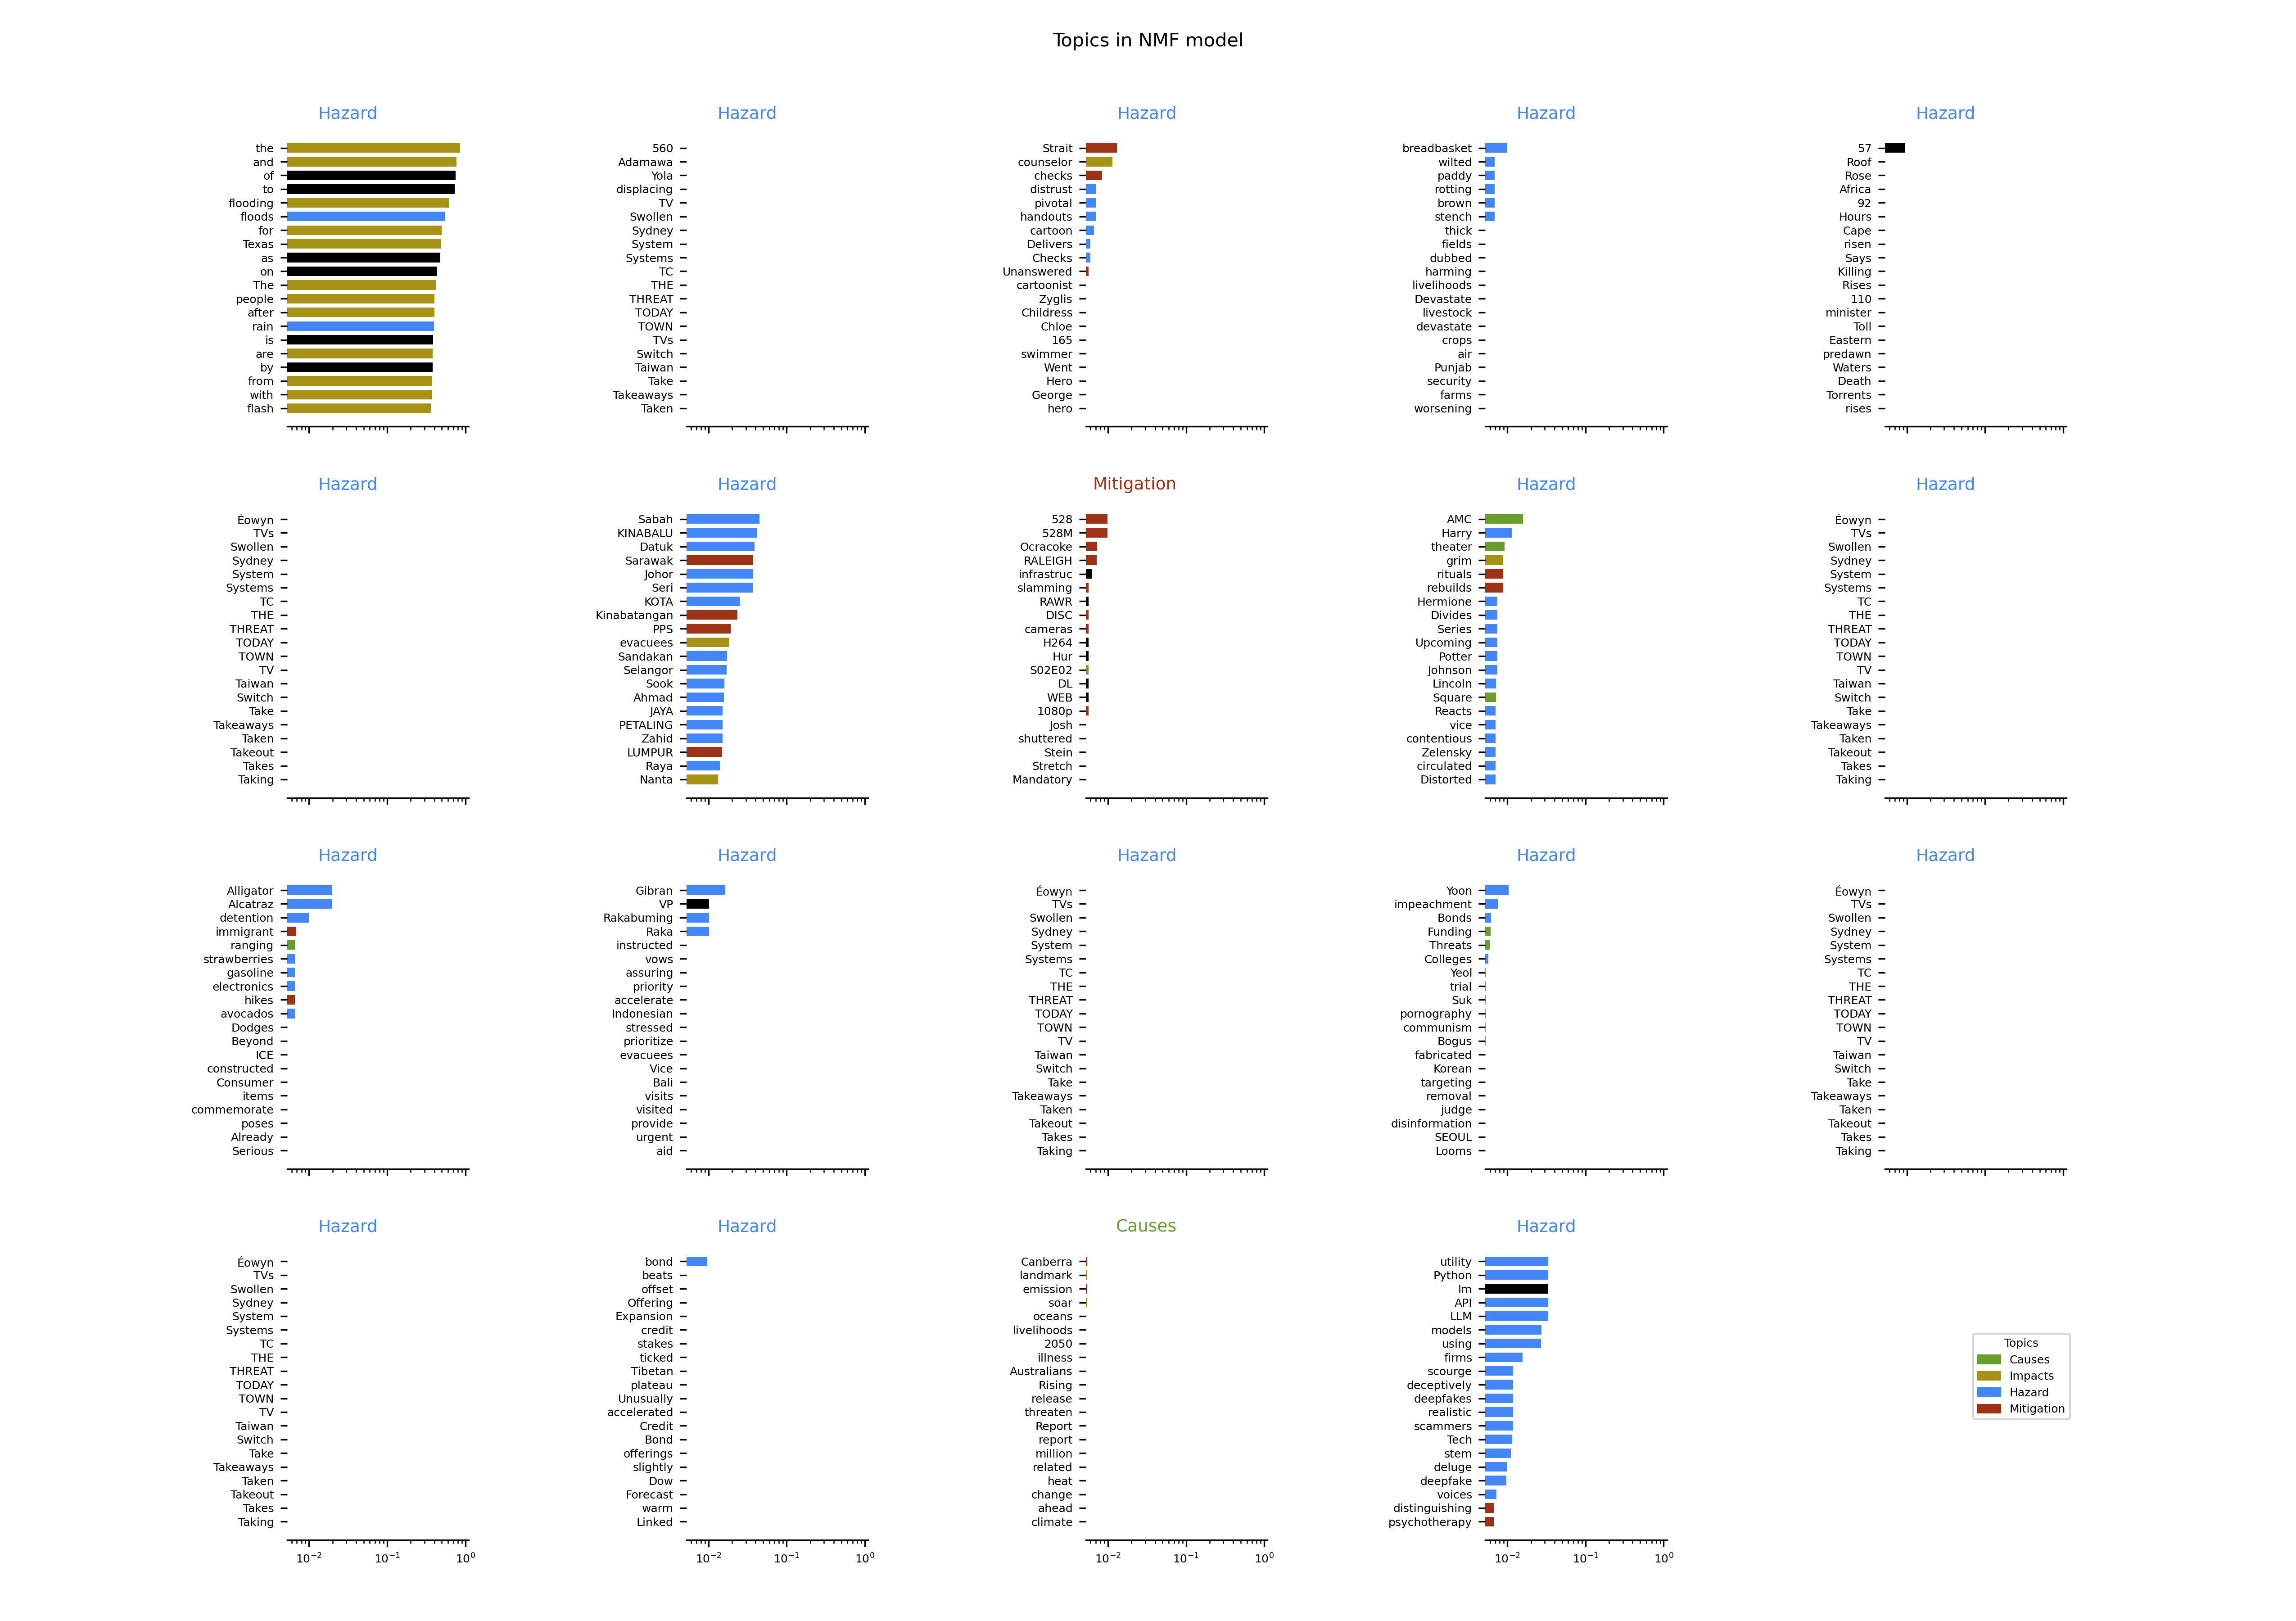 Topics in NMF model
Hazard
the
and
of
to
flooding
floods
for
Texas
as
on
The
people
after
rain
is
are
by
from
with
flash
Hazard
560
Adamawa
Yola
displacing
TV
Swollen
Sydney
System
Systems
TC
THE
THREAT
TODAY
TOWN
TVs
Switch
Taiwan
Take
Takeaways
Taken
Hazard
Strait
counselor
checks
distrust
pivotal
handouts
cartoon
Delivers
Checks
Unanswered
cartoonist
Zyglis
Childress
Chloe
165
swimmer
Went
Hero
George
hero
Hazard
breadbasket
wilted
paddy
rotting
brown
stench
thick
fields
dubbed
harming
livelihoods
Devastate
livestock
devastate
crops
air
Punjab
security
farms
worsening
Hazard
57
Roof
Rose
Africa
92
Hours
Cape
risen
Says
Killing
Rises
110
minister
Toll
Eastern
predawn
Waters
Death
Torrents
rises
Hazard
Éowyn
TVs
Swollen
Sydney
System
Systems
TC
THE
THREAT
TODAY
TOWN
TV
Taiwan
Switch
Take
Takeaways
Taken
Takeout
Takes
Taking
Hazard
Sabah
KINABALU
Datuk
Sarawak
Johor
Seri
KOTA
Kinabatangan
PPS
evacuees
Sandakan
Selangor
Sook
Ahmad
JAYA
PETALING
Zahid
LUMPUR
Raya
Nanta
Mitigation
528
528M
Ocracoke
RALEIGH
infrastruc
slamming
RAWR
DISC
cameras
H264
Hur
S02E02
DL
WEB
1080p
Josh
shuttered
Stein
Stretch
Mandatory
Hazard
AMC
Harry
theater
grim
rituals
rebuilds
Hermione
Divides
Series
Upcoming
Potter
Johnson
Lincoln
Square
Reacts
vice
contentious
Zelensky
circulated
Distorted
Hazard
Éowyn
TVs
Swollen
Sydney
System
Systems
TC
THE
THREAT
TODAY
TOWN
TV
Taiwan
Switch
Take
Takeaways
Taken
Takeout
Takes
Taking
Hazard
Alligator
Alcatraz
detention
immigrant
ranging
strawberries
gasoline
electronics
hikes
avocados
Dodges
Beyond
ICE
constructed
Consumer
items
commemorate
poses
Already
Serious
Hazard
Gibran
VP
Rakabuming
Raka
instructed
vows
assuring
priority
accelerate
Indonesian
stressed
prioritize
evacuees
Vice
Bali
visits
visited
provide
urgent
aid
Hazard
Éowyn
TVs
Swollen
Sydney
System
Systems
TC
THE
THREAT
TODAY
TOWN
TV
Taiwan
Switch
Take
Takeaways
Taken
Takeout
Takes
Taking
Hazard
Yoon
impeachment
Bonds
Funding
Threats
Colleges
Yeol
trial
Suk
pornography
communism
Bogus
fabricated
Korean
targeting
removal
judge
disinformation
SEOUL
Looms
Hazard
Éowyn
TVs
Swollen
Sydney
System
Systems
TC
THE
THREAT
TODAY
TOWN
TV
Taiwan
Switch
Take
Takeaways
Taken
Takeout
Takes
Taking
Hazard
Éowyn
TVs
Swollen
Sydney
System
Systems
TC
THE
THREAT
TODAY
TOWN
TV
Taiwan
Switch
Take
Takeaways
Taken
Takeout
Takes
Taking
10⁻² 10⁻¹ 10⁰
Hazard
bond
beats
offset
Offering
Expansion
credit
stakes
ticked
Tibetan
plateau
Unusually
accelerated
Credit
Bond
offerings
slightly
Dow
Forecast
warm
Linked
10⁻² 10⁻¹ 10⁰
Causes
Canberra
landmark
emission
soar
oceans
livelihoods
2050
illness
Australians
Rising
release
threaten
Report
report
million
related
heat
change
ahead
climate
10⁻² 10⁻¹ 10⁰
Hazard
utility
Python
lm
API
LLM
models
using
firms
scourge
deceptively
deepfakes
realistic
scammers
Tech
stem
deluge
deepfake
voices
distinguishing
psychotherapy
10⁻² 10⁻¹ 10⁰
Topics
Causes
Impacts
Hazard
Mitigation